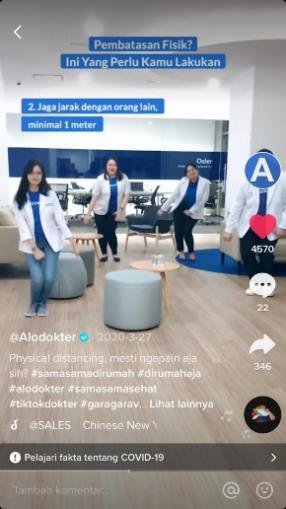 Pembatasan Fisik?
Ini Yang Perlu Kamu Lakukan
2. Jaga jarak dengan orang lain,
minimal 1 meter
Osler
A
4570
22
346
@Alodokter · 2020-3-27
Physical distancing, mesti ngapain aja
sih? #samasamadirumah #dirumahaja
#alodokter #samasamasehat
#tiktokdokter #garagarav... Lihat lainnya
@SALES Chinese New Y
Pelajari fakta tentang COVID-19
Tambah komentar...